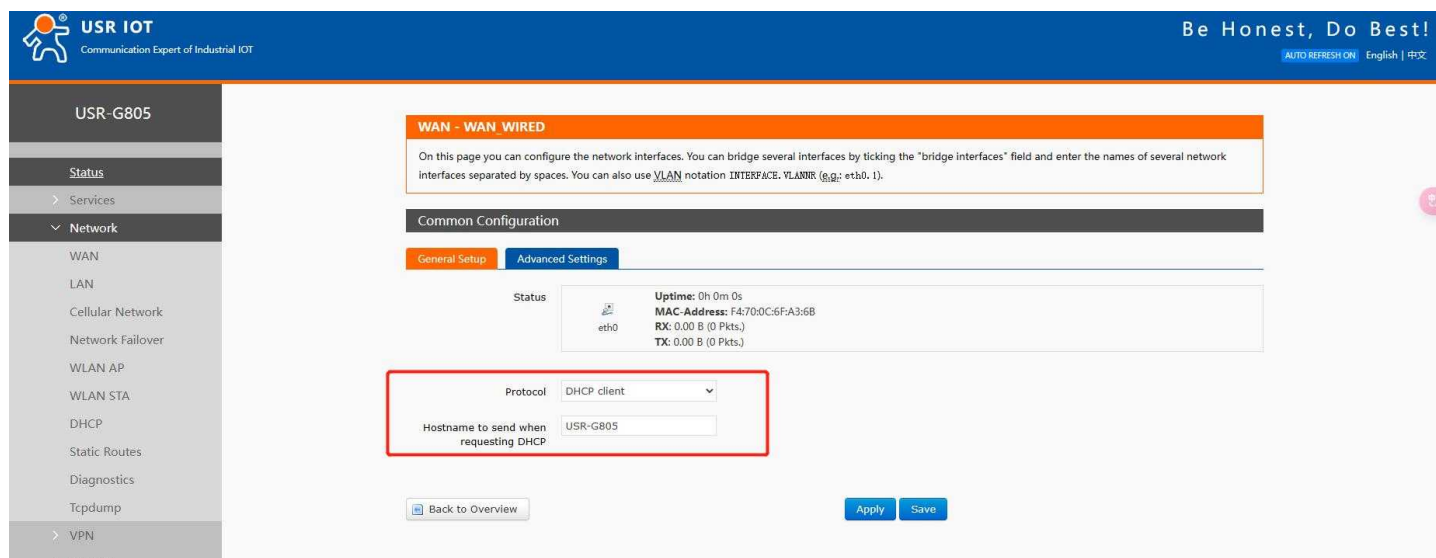 USR IOT
Communication Expert of Industrial IOT
Be Honest, Do Best!
AUTO REFRESH ON English | 中文
USR-G805
Status
Services
Network
WAN
LAN
Cellular Network
Network Failover
WLAN AP
WLAN STA
DHCP
Static Routes
Diagnostics
Tcpdump
VPN
WAN - WAN_WIRED
On this page you can configure the network interfaces. You can bridge several interfaces by ticking the "bridge interfaces" field and enter the names of several network
interfaces separated by spaces. You can also use VLAN notation INTERFACE.VLANNR (e.g.: eth0.1).
Common Configuration
General Setup Advanced Settings
Status
eth0
Uptime: 0h 0m 0s
MAC-Address: F4:70:0C:6F:A3:6B
RX: 0.00 B (0 Pkts.)
TX: 0.00 B (0 Pkts.)
Protocol DHCP client
Hostname to send when
requesting DHCP
USR-G805
Back to Overview Apply Save